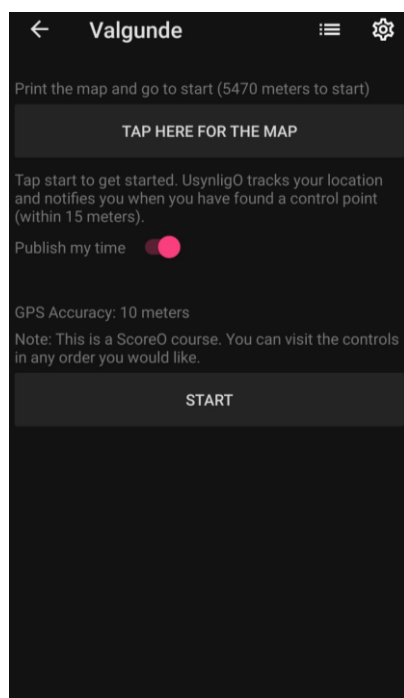 Valgunde
Print the map and go to start (5470 meters to start)
TAP HERE FOR THE MAP
Tap start to get started. UsynligO tracks your location
and notifies you when you have found a control point
(within 15 meters).
Publish my time
GPS Accuracy: 10 meters
Note: This is a ScoreO course. You can visit the controls
in any order you would like.
START